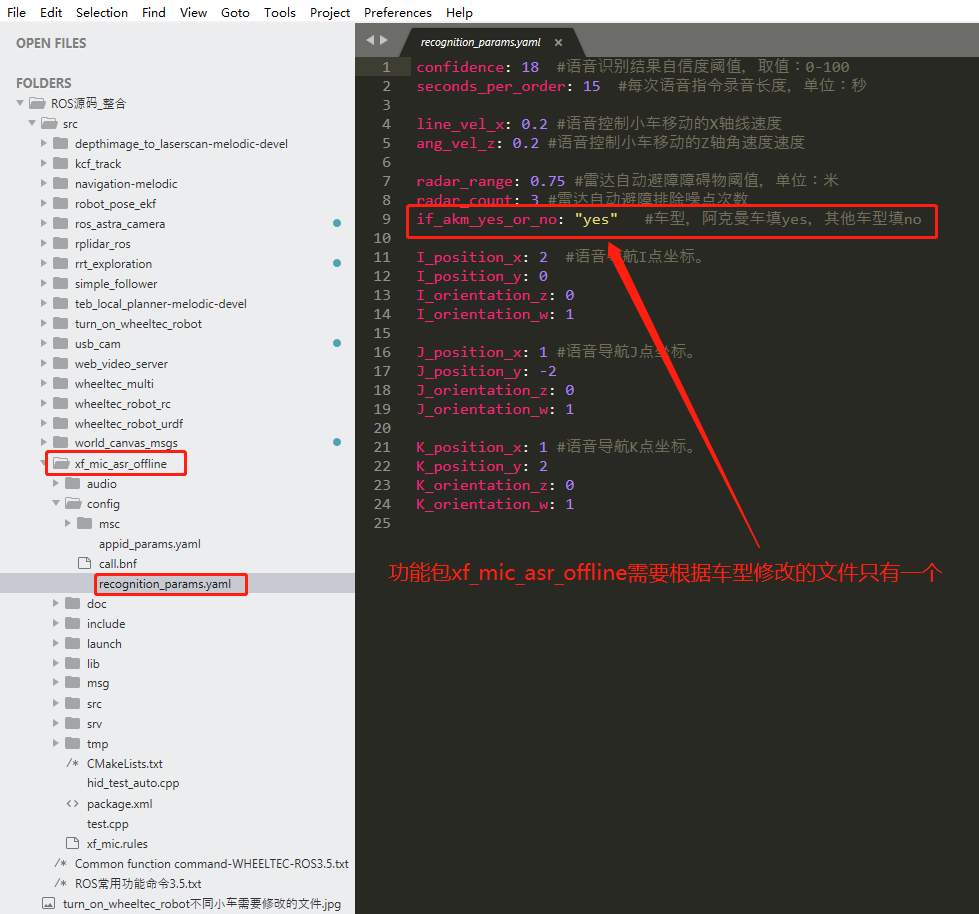 File Edit Selection Find View Goto Tools Project Preferences Help
OPEN FILES
FOLDERS
ROS源码_整合
src
depthimage_to_laserscan-melodic-devel
kcf_track
navigation-melodic
robot_pose_ekf
ros_astra_camera
rplidar_ros
rrt_exploration
simple_follower
teb_local_planner-melodic-devel
turn_on_wheeltec_robot
usb_cam
web_video_server
wheeltec_multi
wheeltec_robot_rc
wheeltec_robot_urdf
world_canvas_msgs
xf_mic_asr_offline
audio
config
msc
appid_params.yaml
call.bnf
recognition_params.yaml
doc
include
launch
lib
msg
src
srv
tmp
/* CMakeLists.txt
hid_test_auto.cpp
<> package.xml
test.cpp
xf_mic.rules
/* Common function command-WHEELTEC-ROS3.5.txt
/* ROS常用功能命令3.5.txt
turn_on_wheeltec_robot不同小车需要修改的文件.jpg
recognition_params.yaml ×
1 confidence: 18 #语音识别结果自信度阈值，取值：0-100
2 seconds_per_order: 15 #每次语音指令录音长度，单位：秒
3
4 line_vel_x: 0.2 #语音控制小车移动的X轴线速度
5 ang_vel_z: 0.2 #语音控制小车移动的Z轴角速度速度
6
7 radar_range: 0.75 #雷达自动避障障碍物阈值，单位：米
8 radar_count: 3 #雷达自动避障排除噪点次数
9 if_akm_yes_or_no: "yes" #车型，阿克曼车填yes，其他车型填no
10
11 I_position_x: 2 #语音导航I点坐标。
12 I_position_y: 0
13 I_orientation_z: 0
14 I_orientation_w: 1
15
16 J_position_x: 1 #语音导航J点坐标。
17 J_position_y: -2
18 J_orientation_z: 0
19 J_orientation_w: 1
20
21 K_position_x: 1 #语音导航K点坐标。
22 K_position_y: 2
23 K_orientation_z: 0
24 K_orientation_w: 1
25
功能包xf_mic_asr_offline需要根据车型修改的文件只有一个